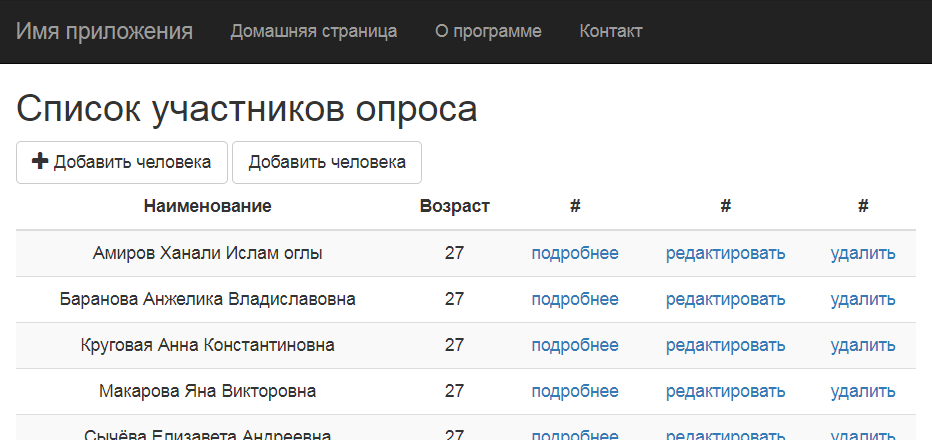 Имя приложения Домашняя страница О программе Контакт
Список участников опроса
Добавить человека Добавить человека
Наименование Возраст # # #
Амиров Ханали Ислам оглы 27 подробнее редактировать удалить
Баранова Анжелика Владиславовна 27 подробнее редактировать удалить
Круговая Анна Константиновна 27 подробнее редактировать удалить
Макарова Яна Викторовна 27 подробнее редактировать удалить
Сычёва Елизавета Андреевна 27 подробнее редактировать удалить